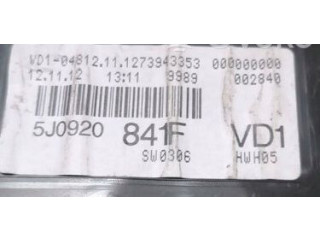 VD1-04812.11.1273943353 000000000
12.11.12 13:11 9989 002840
5J0920 841F VD1
SW0306 HWH05